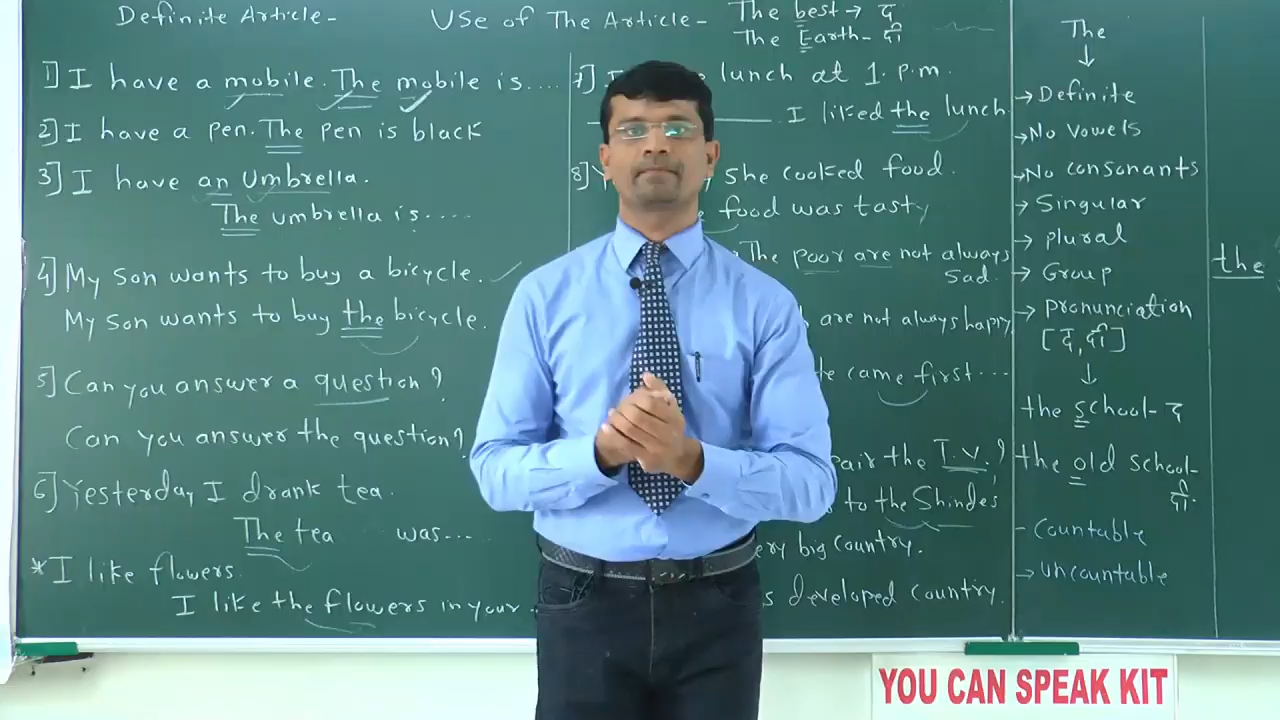 Definite Article-
Use of The Article-
The best→ द
The Earth- दी
1] I have a mobile. The mobile is....
2] I have a pen. The pen is black
3] I have an Umbrella.
The umbrella is.....
4] My son wants to buy a bicycle.
My son wants to buy the bicycle.
5] Can you answer a question?
Can you answer the question?
6] Yesterday I drank tea.
The tea was....
*I like flowers.
I like the flowers in your
7] I lunch at 1. p.m.
I liked the lunch.
8] she cooked food.
food was tasty
The poor are not always
sad.
are not always happy
came first...
the T.V.?
to the Shindes
big country.
developed country.
The
↓
→ Definite
→ No vowels
→ No consonants
→ Singular
→ plural
→ Group
→ Pronunciation
[द, दी]
↓
the school- द
the old school-
दी.
- Countable
→ uncountable
the
YOU CAN SPEAK KIT